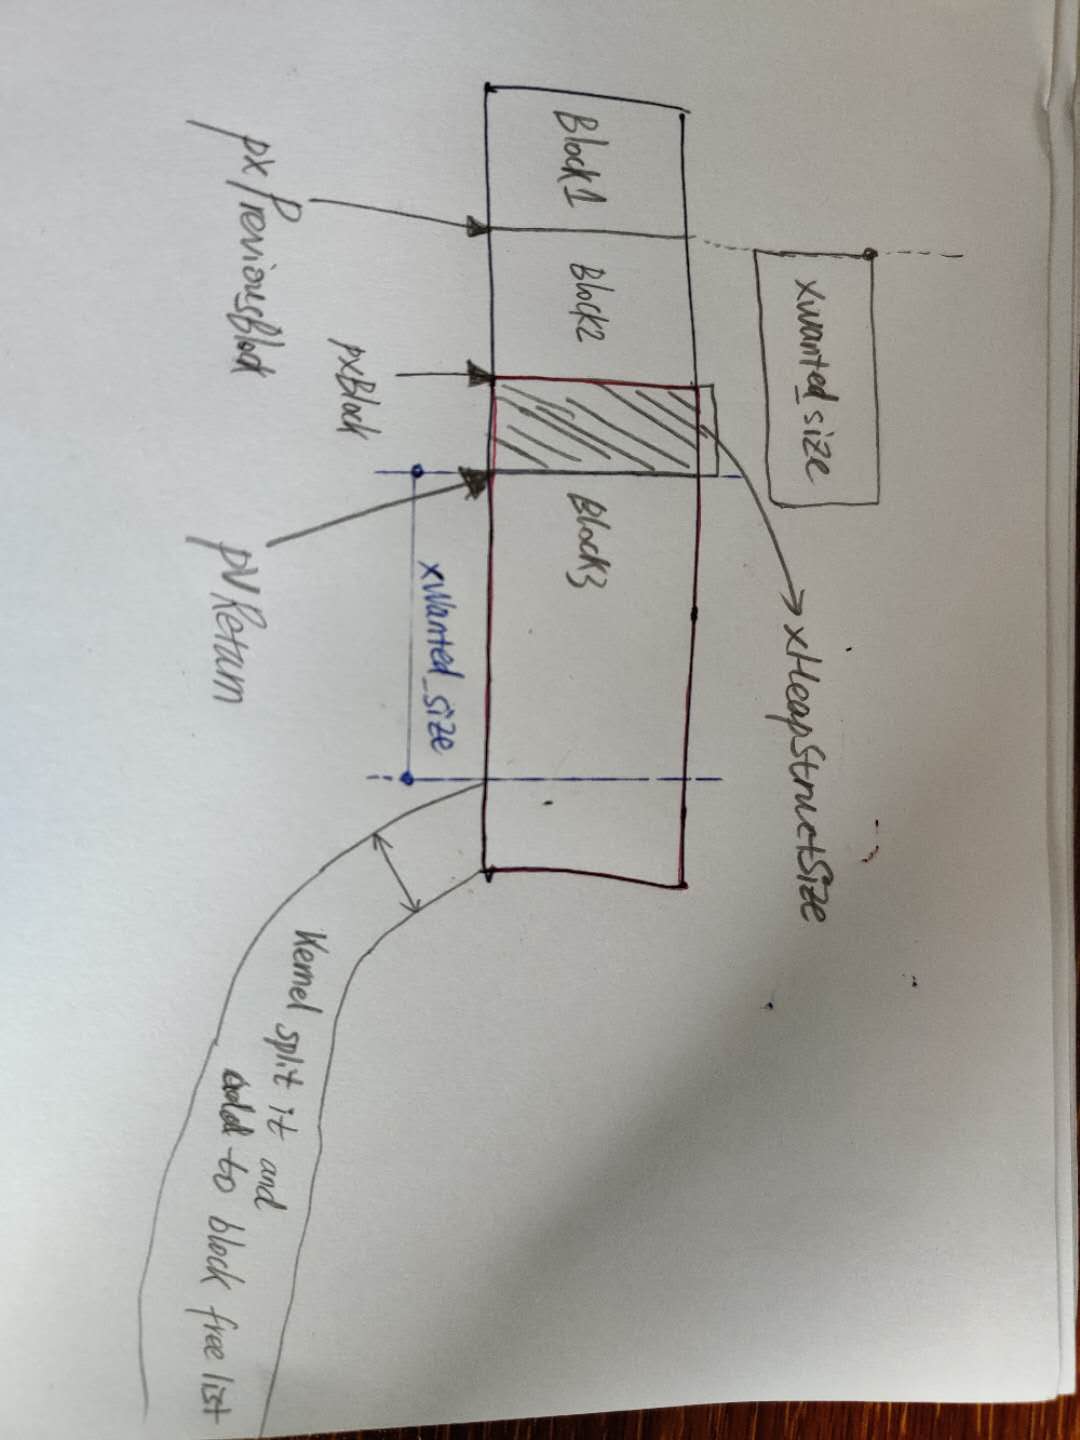 xwanted_size
xHeapStructSize
Block1
Block2
Block3
xWanted_size
pxPreviousBlock
pxBlock
pvReturn
Kernel split it and
add to block free list